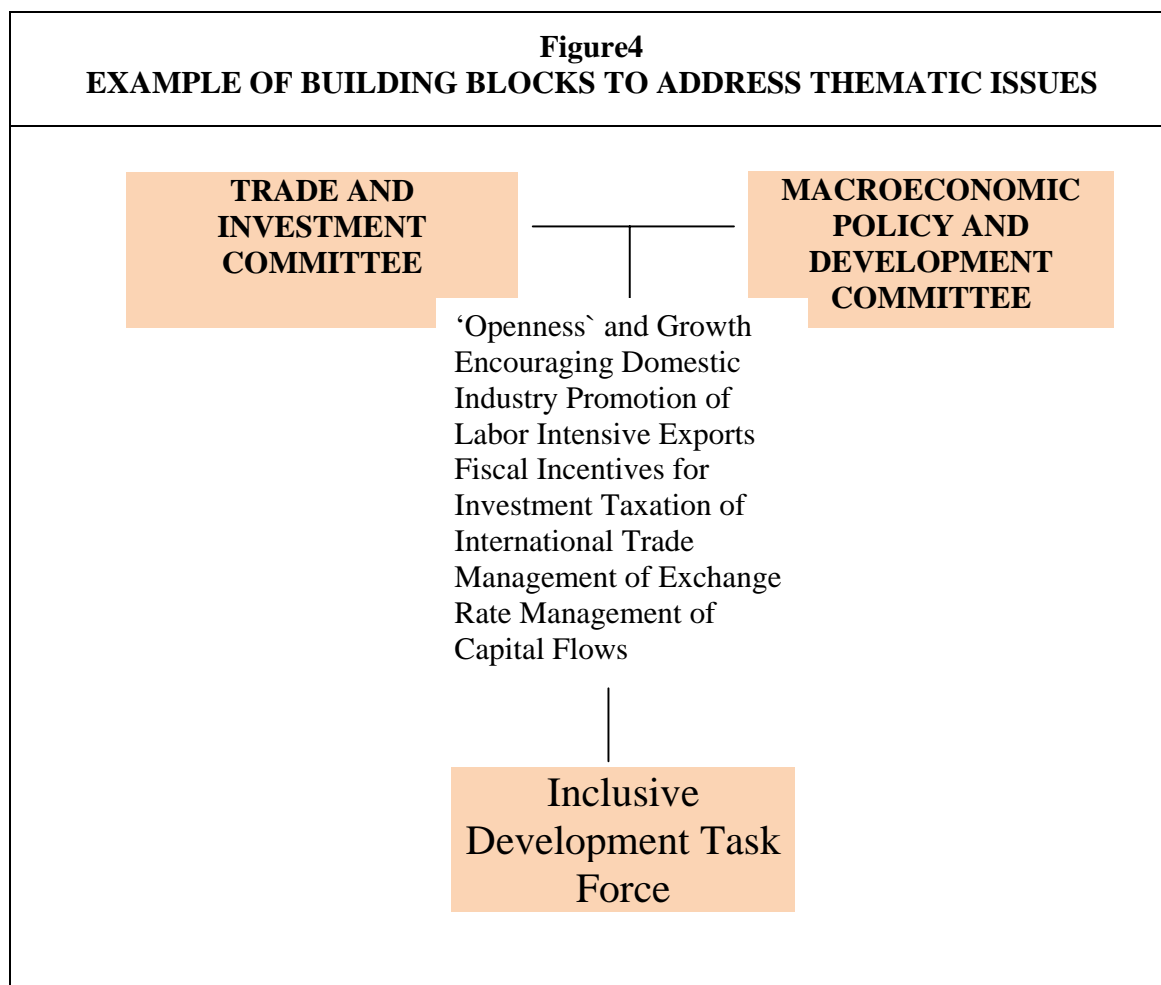 Figure4
EXAMPLE OF BUILDING BLOCKS TO ADDRESS THEMATIC ISSUES
TRADE AND
INVESTMENT
COMMITTEE
MACROECONOMIC
POLICY AND
DEVELOPMENT
COMMITTEE
‘Openness` and Growth
Encouraging Domestic
Industry Promotion of
Labor Intensive Exports
Fiscal Incentives for
Investment Taxation of
International Trade
Management of Exchange
Rate Management of
Capital Flows
Inclusive
Development Task
Force